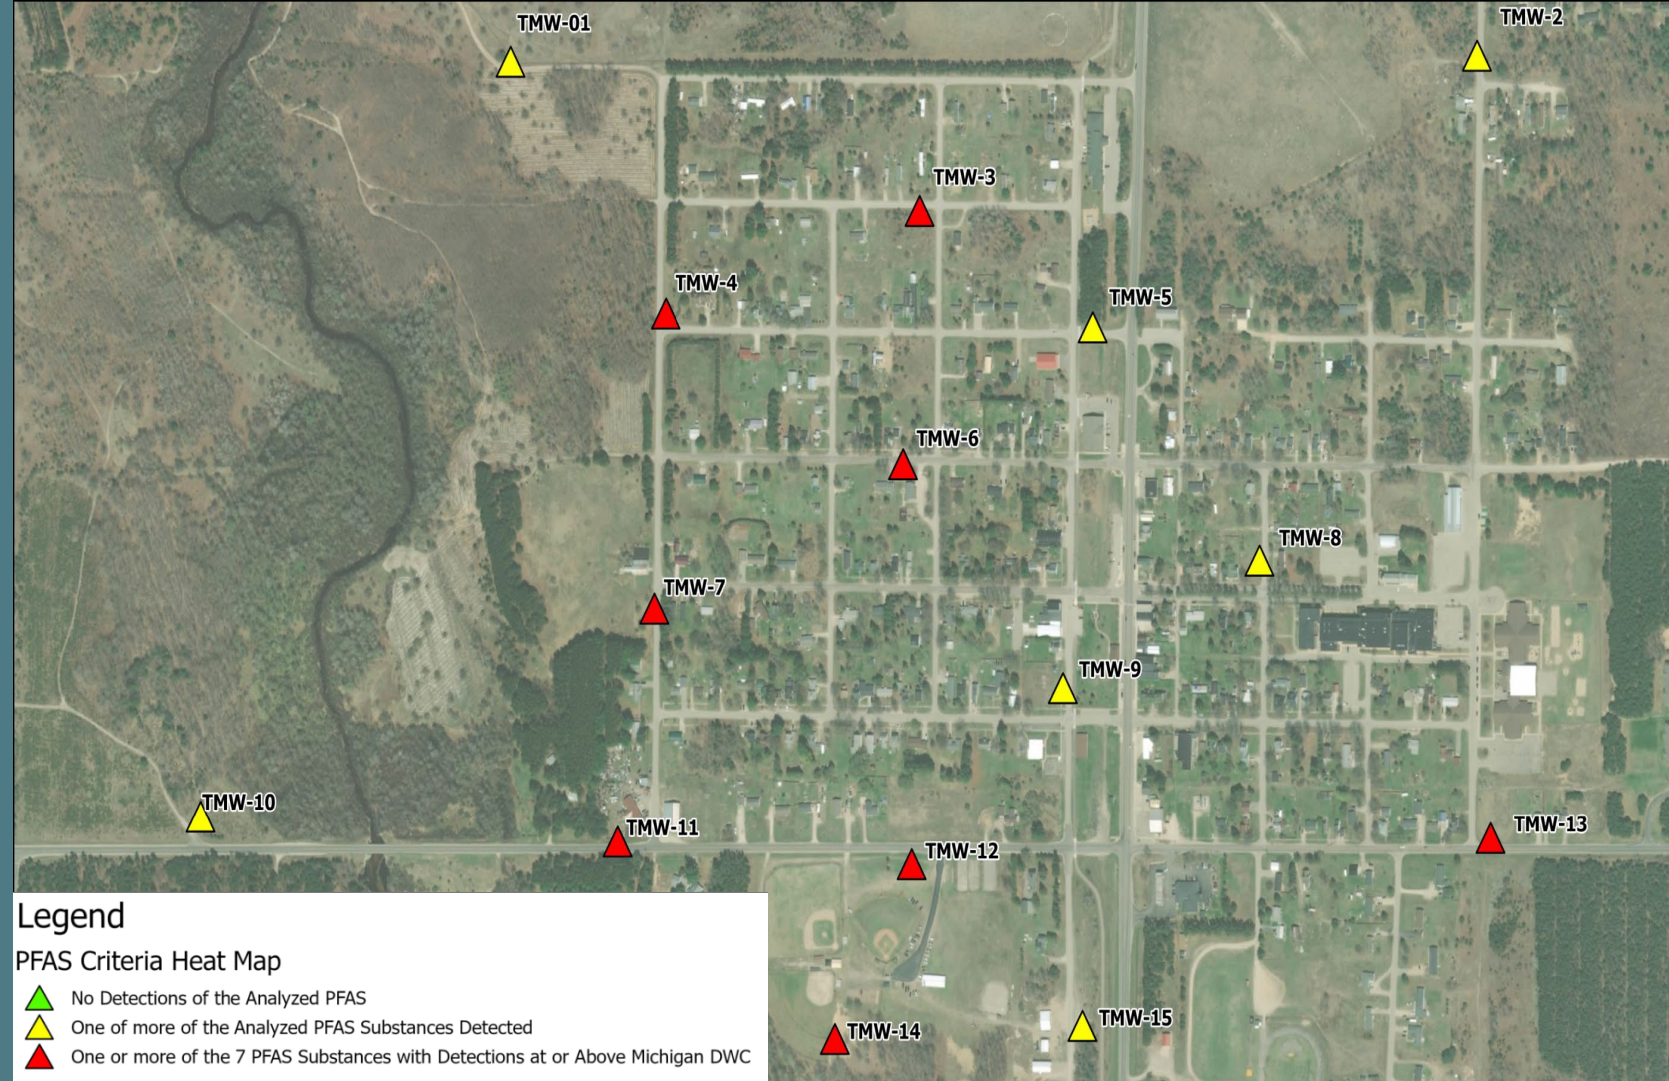 TMW-01
TMW-2
TMW-3
TMW-4
TMW-5
TMW-6
TMW-8
TMW-7
TMW-9
TMW-10
TMW-11
TMW-13
TMW-12
TMW-15
TMW-14
Legend
PFAS Criteria Heat Map
No Detections of the Analyzed PFAS
One of more of the Analyzed PFAS Substances Detected
One or more of the 7 PFAS Substances with Detections at or Above Michigan DWC